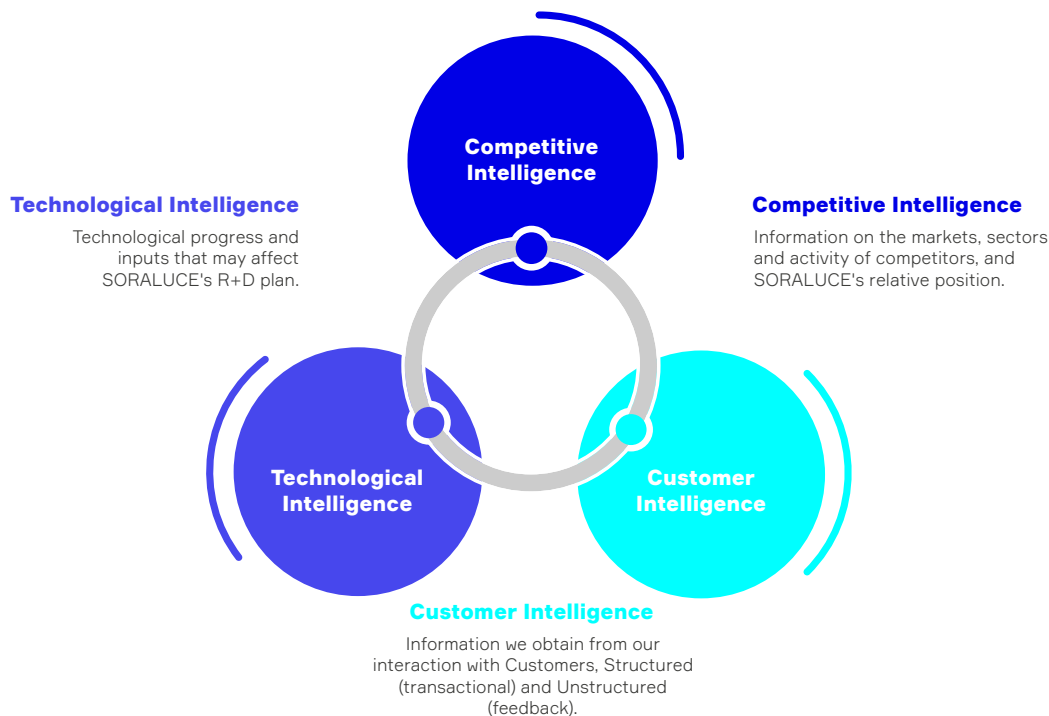 Competitive
Intelligence
Technological Intelligence
Technological progress and
inputs that may affect
SORALUCE's R+D plan.
Competitive Intelligence
Information on the markets, sectors
and activity of competitors, and
SORALUCE's relative position.
Technological
Intelligence
Customer
Intelligence
Customer Intelligence
Information we obtain from our
interaction with Customers, Structured
(transactional) and Unstructured
(feedback).